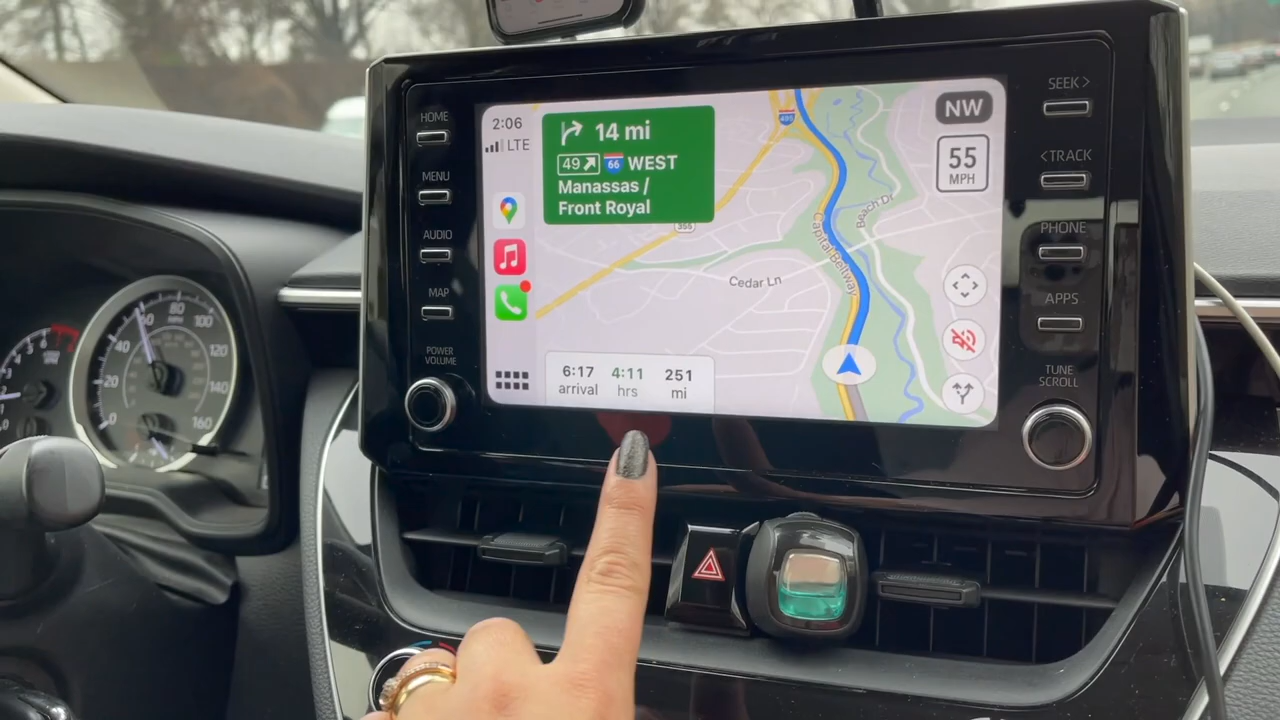 HOME
MENU
AUDIO
MAP
POWER
VOLUME
2:06
LTE
14 mi
49 66 WEST
Manassas /
Front Royal
495
355
Cedar Ln
Capital Beltway
Beach Dr
NW
55
MPH
6:17 4:11 251
arrival hrs mi
SEEK >
< TRACK
PHONE
APPS
TUNE
SCROLL
0
20
40
60
80
100
120
140
160
MPH